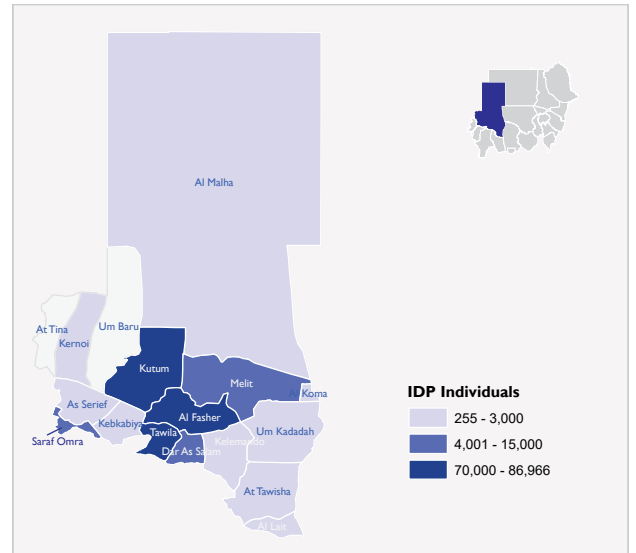 Al Malha
At Tina
Um Baru
Kernoi
Kutum
Melit
Al Koma
As Serief
Al Fasher
Kebkabiya
Tawila
Um Kadadah
Saraf Omra
Kelemando
Dar As Salam
At Tawisha
Al Lait
IDP Individuals
255 - 3,000
4,001 - 15,000
70,000 - 86,966